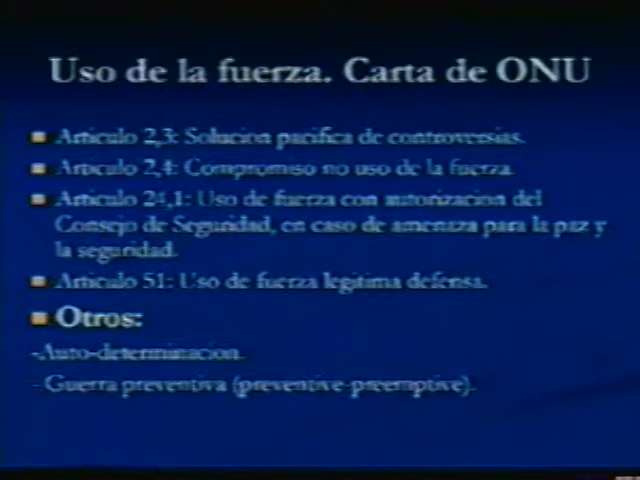 Uso de la fuerza. Carta de ONU
Articulo 2,3: Solucion pacifica de controversias.
Articulo 2,4: Compromiso no uso de la fuerza.
Articulo 24,1: Uso de fuerza con autorizacion del
Consejo de Seguridad, en caso de amenaza para la paz y
la seguridad.
Articulo 51: Uso de fuerza legitima defensa.
Otros:
-Auto-determinacion.
- Guerra preventiva (preventive-preemptive).